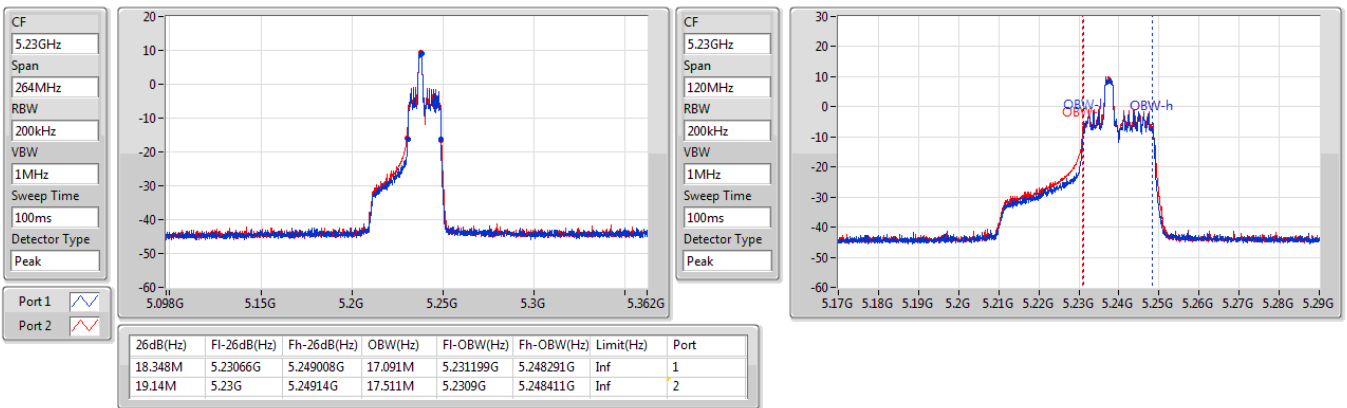 CF
5.23GHz
Span
264MHz
RBW
200kHz
VBW
1MHz
Sweep Time
100ms
Detector Type
Peak
Port 1
Port 2
20
10
0
-10
-20
-30
-40
-50
-60
5.098G 5.15G 5.2G 5.25G 5.3G 5.362G
CF
5.23GHz
Span
120MHz
RBW
200kHz
VBW
1MHz
Sweep Time
100ms
Detector Type
Peak
30
20
10
0
-10
-20
-30
-40
-50
-60
OBW-h
5.17G 5.18G 5.19G 5.2G 5.21G 5.22G 5.23G 5.24G 5.25G 5.26G 5.27G 5.28G 5.29G
26dB(Hz) Fl-26dB(Hz) Fh-26dB(Hz) OBW(Hz) Fl-OBW(Hz) Fh-OBW(Hz) Limit(Hz) Port
18.348M 5.23066G 5.249008G 17.091M 5.231199G 5.248291G Inf 1
19.14M 5.23G 5.24914G 17.511M 5.2309G 5.248411G Inf 2